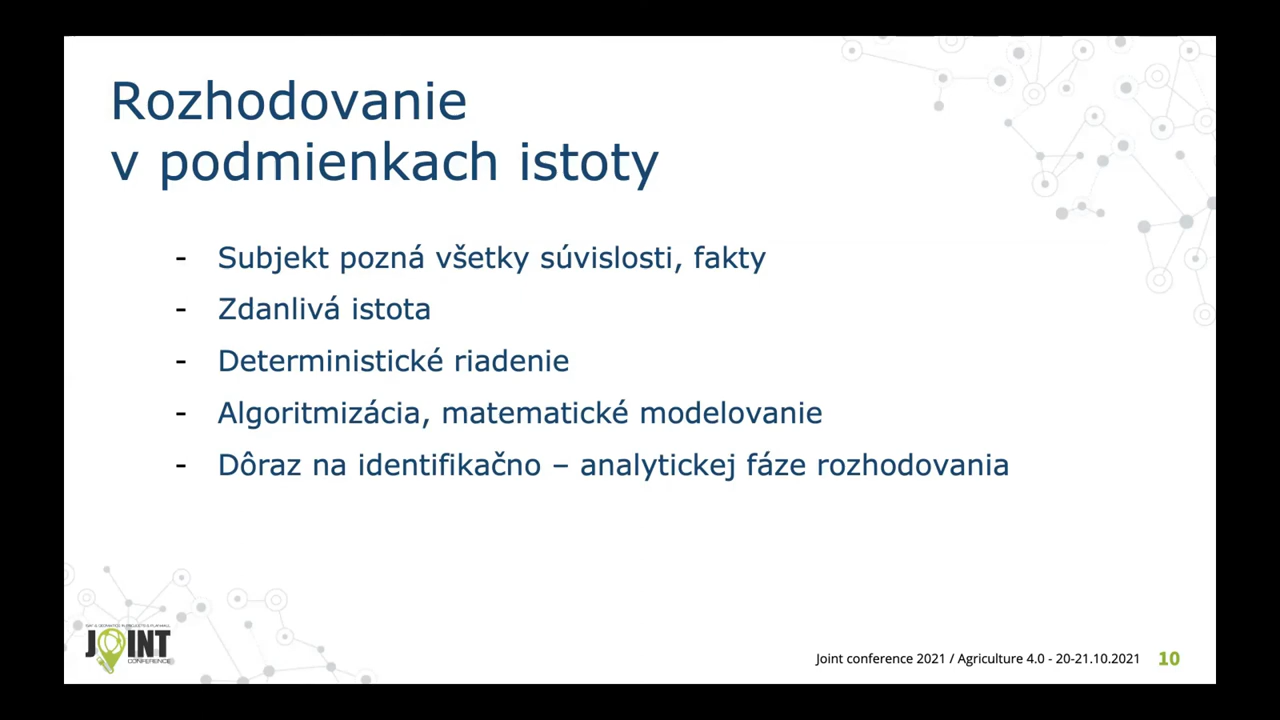 Rozhodovanie
v podmienkach istoty
- Subjekt pozná všetky súvislosti, fakty
- Zdanlivá istota
- Deterministické riadenie
- Algoritmizácia, matematické modelovanie
- Dôraz na identifikačno – analytickej fáze rozhodovania
JOINT
CONFERENCE
Joint conference 2021 / Agriculture 4.0 - 20-21.10.2021 10